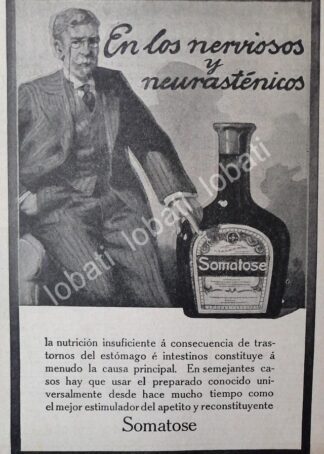 En los nerviosos
y
neurasténicos
Somatose
lobati lobati lobati
la nutrición insuficiente á consecuencia de tras-
tornos del estómago é intestinos constituye á
menudo la causa principal. En semejantes ca-
sos hay que usar el preparado conocido uni-
versalmente desde hace mucho tiempo como
el mejor estimulador del apetito y reconstituyente
Somatose